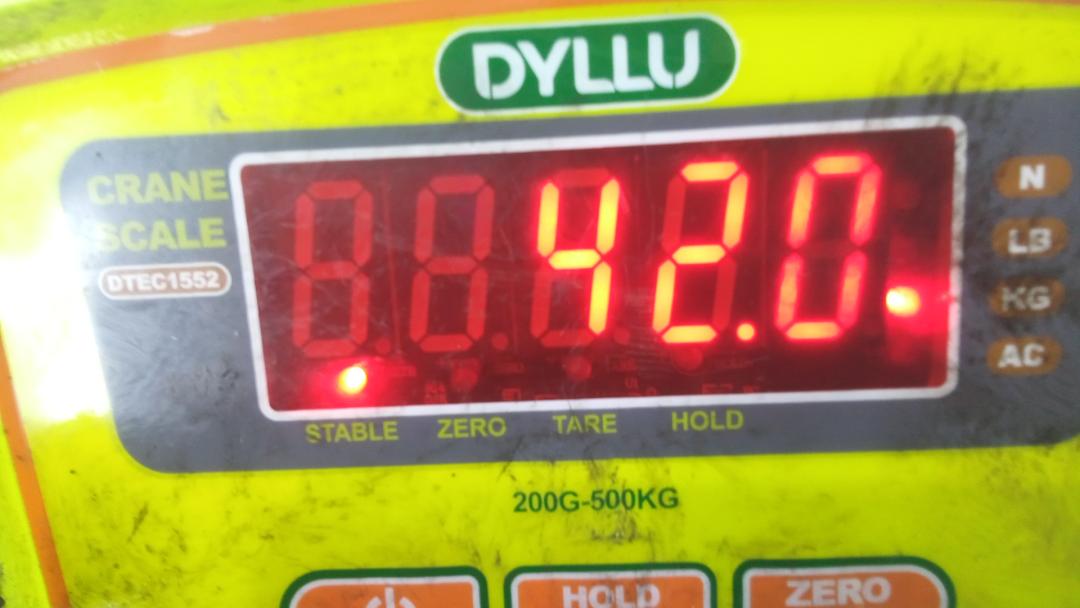 DYLLU
CRANE
SCALE
DTEC1552
42.0
N
LB
KG
AC
STABLE ZERO TARE HOLD
200G-500KG
HOLD ZERO